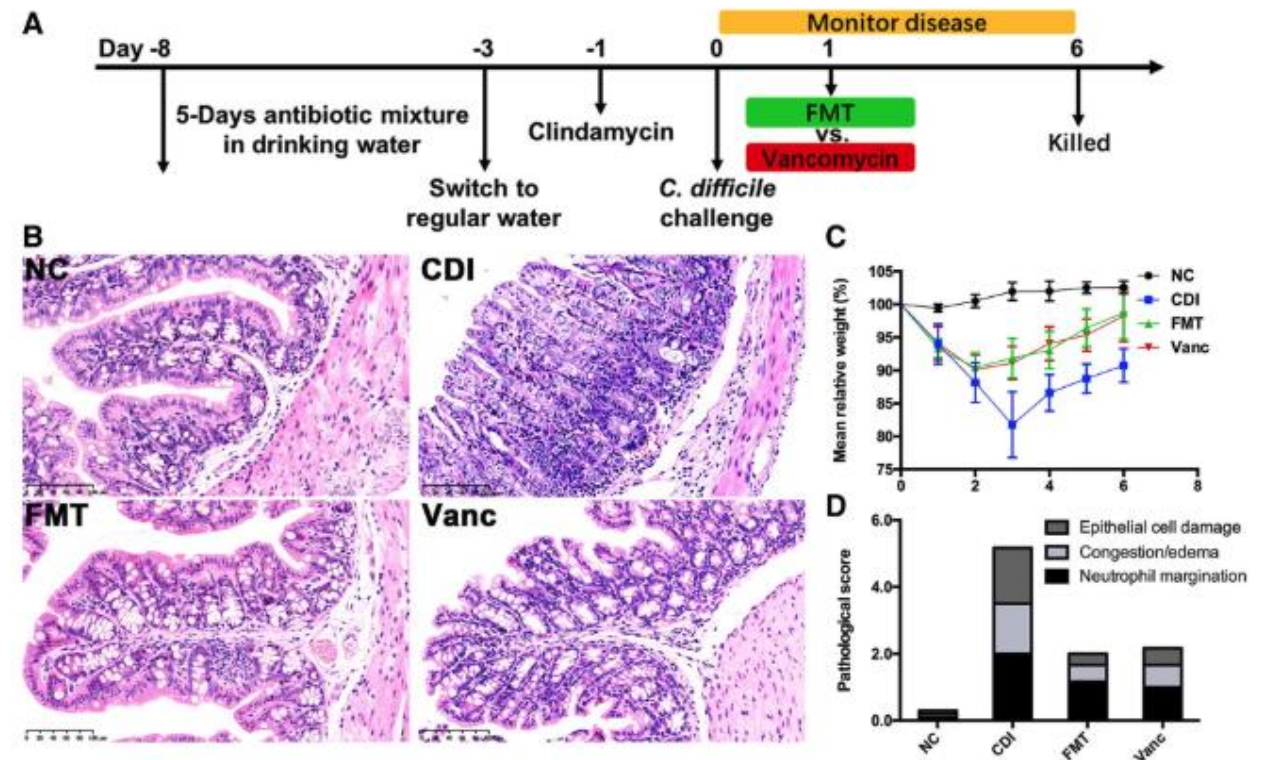 A
Monitor disease
Day -8 -3 -1 0 1 6
5-Days antibiotic mixture
in drinking water
Clindamycin
FMT
vs.
Vancomycin
Killed
Switch to
regular water
C. difficile
challenge
B
NC
CDI
FMT
Vanc
C
Mean relative weight (%)
105
100
95
90
85
80
75
0 2 4 6 8
NC
CDI
FMT
Vanc
D
Pathological score
6.0
4.0
2.0
0.0
Epithelial cell damage
Congestion/edema
Neutrophil margination
NC CDI FMT Vanc